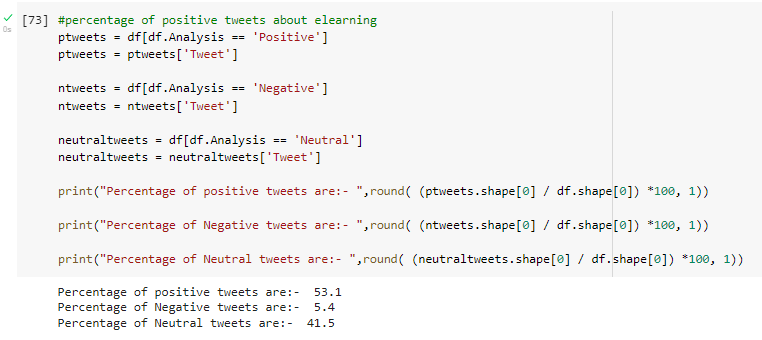 [73] #percentage of positive tweets about elearning
0s
ptweets = df[df.Analysis == 'Positive']
ptweets = ptweets['Tweet']
ntweets = df[df.Analysis == 'Negative']
ntweets = ntweets['Tweet']
neutraltweets = df[df.Analysis == 'Neutral']
neutraltweets = neutraltweets['Tweet']
print("Percentage of positive tweets are:- ",round( (ptweets.shape[0] / df.shape[0]) *100, 1))
print("Percentage of Negative tweets are:- ",round( (ntweets.shape[0] / df.shape[0]) *100, 1))
print("Percentage of Neutral tweets are:- ",round( (neutraltweets.shape[0] / df.shape[0]) *100, 1))
Percentage of positive tweets are:-  53.1
Percentage of Negative tweets are:-  5.4
Percentage of Neutral tweets are:-  41.5